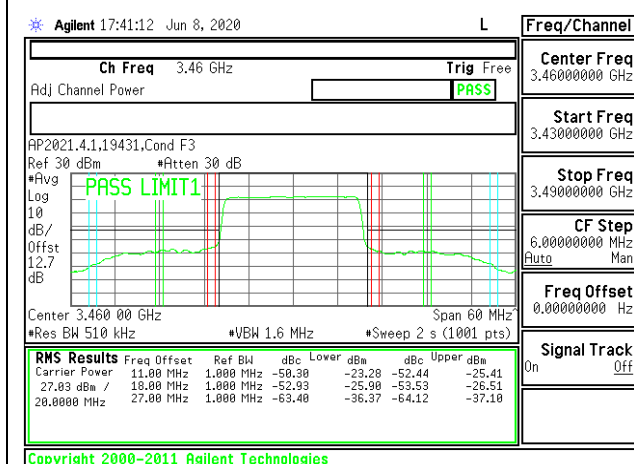 Agilent 17:41:12 Jun 8, 2020 L
Ch Freq 3.46 GHz Trig Free
Adj Channel Power PASS
AP2021.4.1,19431,Cond F3
Ref 30 dBm #Atten 30 dB
#Avg
Log
10
dB/
Offst
12.7
dB
PASS LIMIT1
Center 3.460 00 GHz Span 60 MHz^
#Res BW 510 kHz #VBW 1.6 MHz #Sweep 2 s (1001 pts)
RMS Results Freq Offset Ref BW dBc Lower dBm dBc Upper dBm
Carrier Power 11.00 MHz 1.000 MHz -50.30 -23.28 -52.44 -25.41
27.03 dBm / 18.00 MHz 1.000 MHz -52.93 -25.90 -53.53 -26.51
20.0000 MHz 27.00 MHz 1.000 MHz -63.40 -36.37 -64.12 -37.10
Copyright 2000-2011 Agilent Technologies
Freq/Channel
Center Freq
3.46000000 GHz
Start Freq
3.43000000 GHz
Stop Freq
3.49000000 GHz
CF Step
6.00000000 MHz
Auto Man
Freq Offset
0.00000000 Hz
Signal Track
On Off